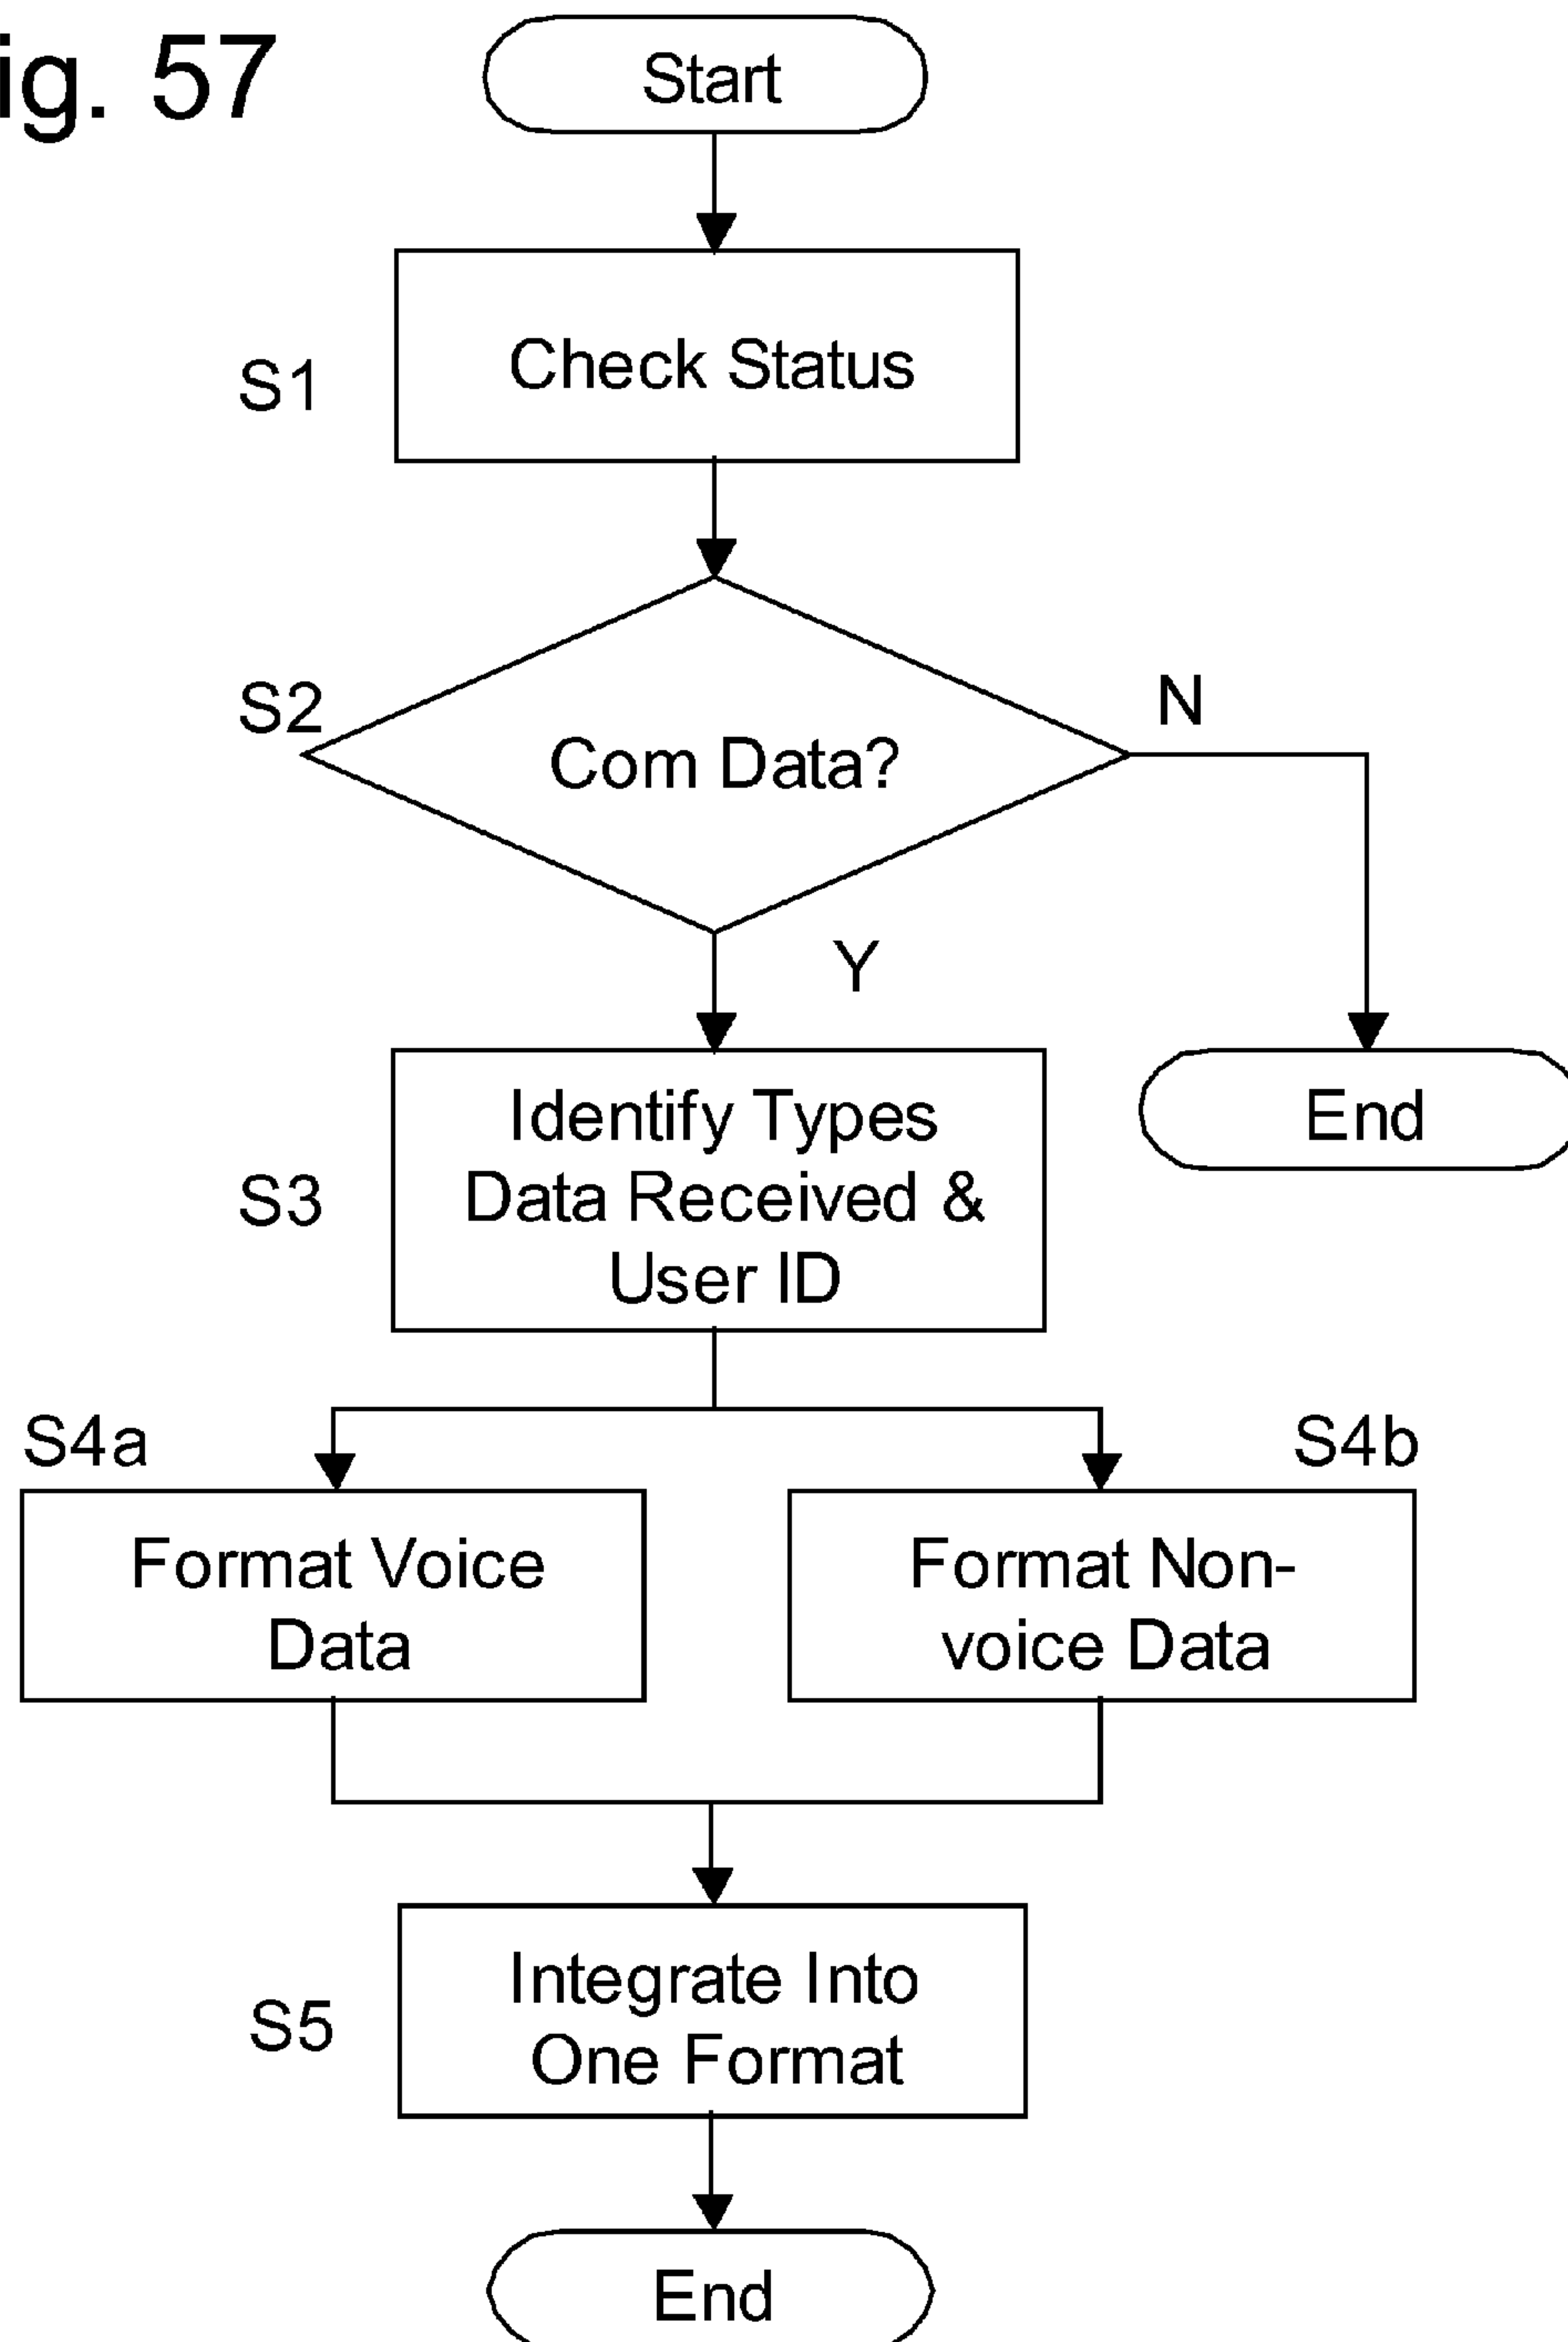 ig. 57
Start
S1
Check Status
S2
Com Data?
N
Y
S3
Identify Types
Data Received &
User ID
End
S4a
S4b
Format Voice
Data
Format Non-
voice Data
S5
Integrate Into
One Format
End